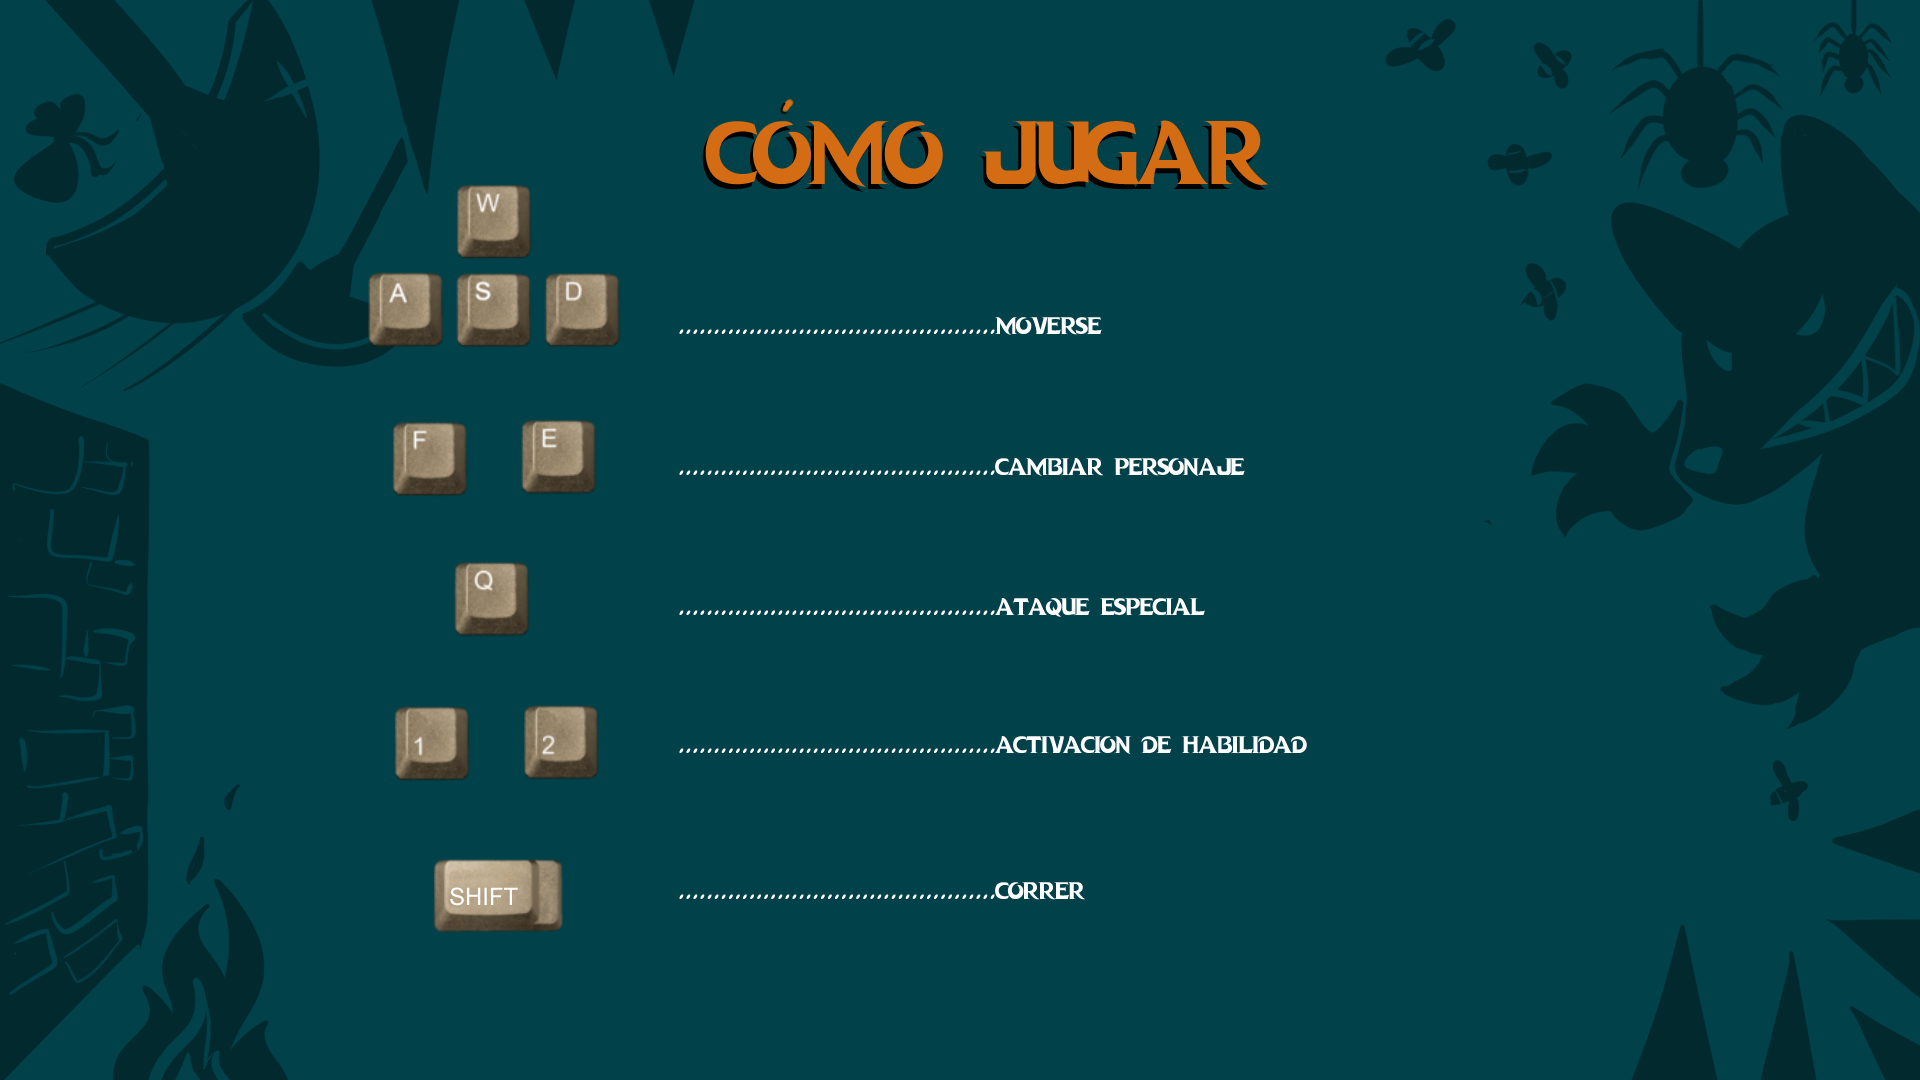 CÓMO JUGAR
W
A S D
........................................MOVERSE
F E
........................................CAMBIAR PERSONAJE
Q
........................................ATAQUE ESPECIAL
1 2
........................................ACTIVACION DE HABILIDAD
SHIFT
........................................CORRER